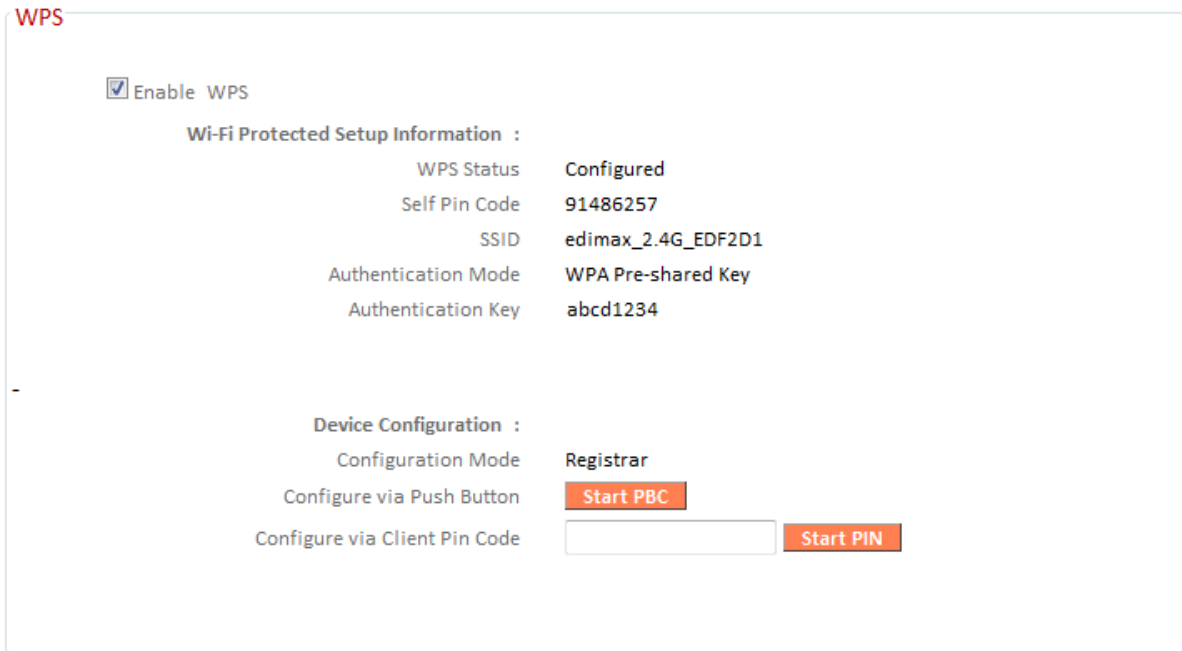 WPS
Enable WPS
Wi-Fi Protected Setup Information :
WPS Status Configured
Self Pin Code 91486257
SSID edimax_2.4G_EDF2D1
Authentication Mode WPA Pre-shared Key
Authentication Key abcd1234
-
Device Configuration :
Configuration Mode Registrar
Configure via Push Button Start PBC
Configure via Client Pin Code Start PIN